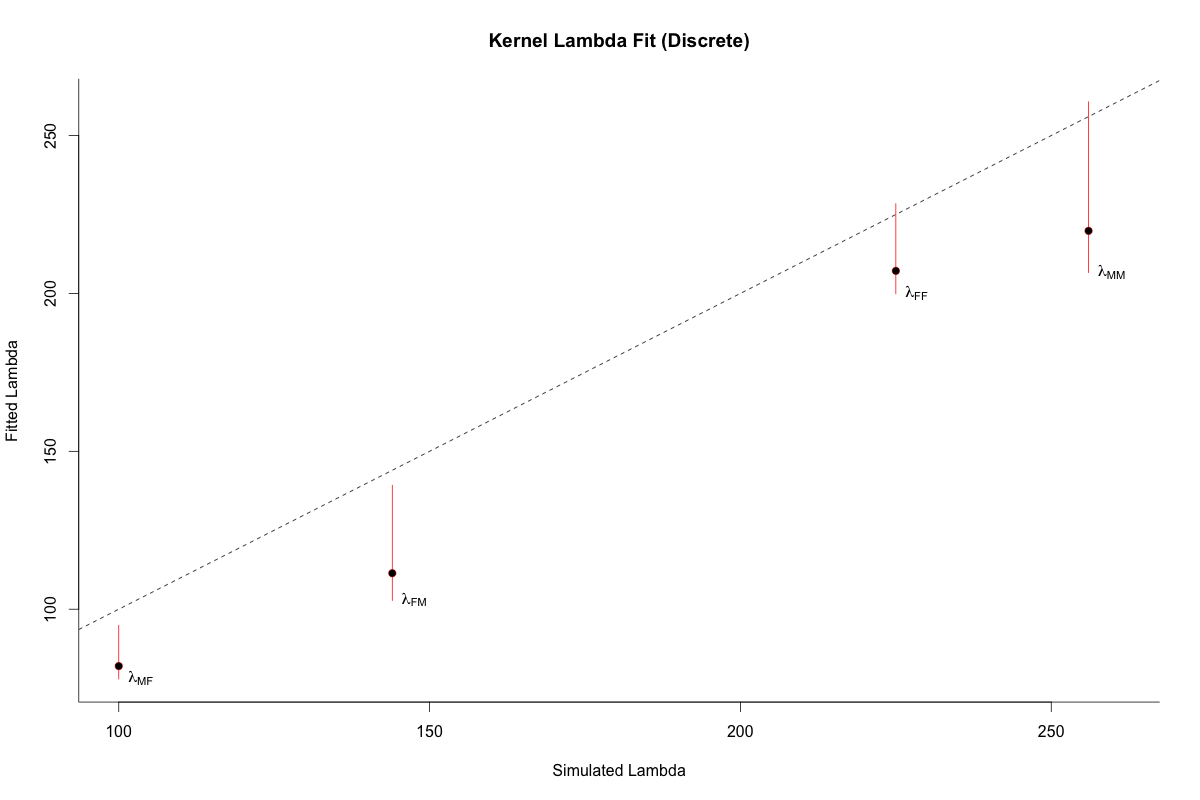 Kernel Lambda Fit (Discrete)
Fitted Lambda
250
200
150
100
λMM
λFF
λFM
λMF
100 150 200 250
Simulated Lambda